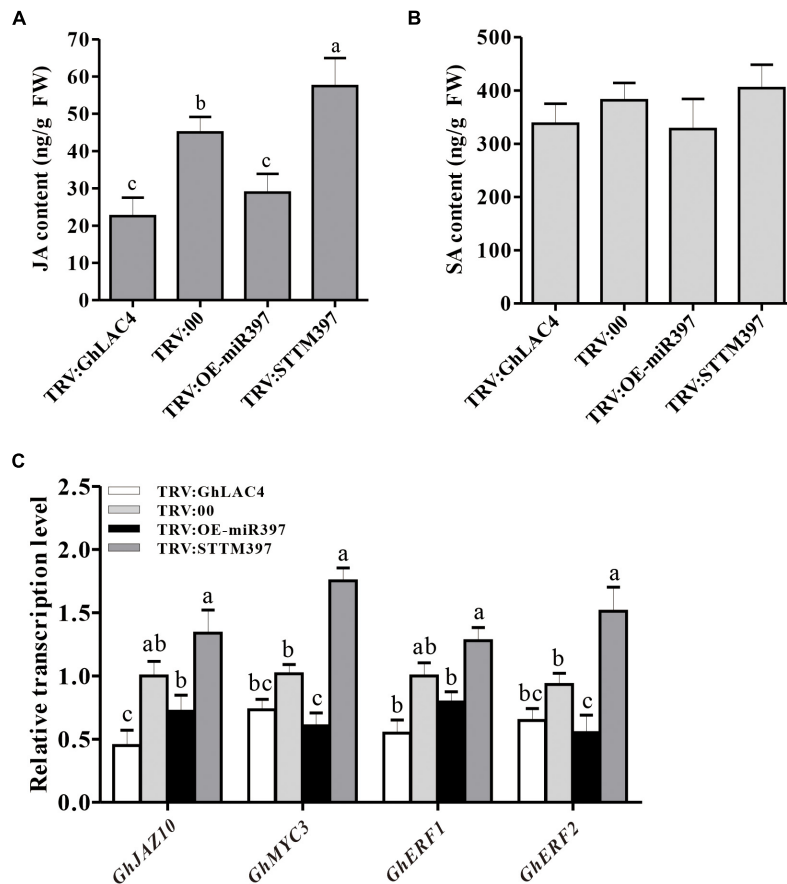 A
JA content (ng/g FW)
70
60
50
40
30
20
10
0
c
b
c
a
TRV:GhLAC4
TRV:00
TRV:OE-miR397
TRV:STTM397
B
SA content (ng/g FW)
500
400
300
200
100
0
TRV:GhLAC4
TRV:00
TRV:OE-miR397
TRV:STTM397
C
Relative transcription level
2.5
2.0
1.5
1.0
0.5
0.0
TRV:GhLAC4
TRV:00
TRV:OE-miR397
TRV:STTM397
c
ab
b
a
bc
b
c
a
b
ab
b
a
bc
b
c
a
GhJAZ10
GhMYC3
GhERF1
GhERF2